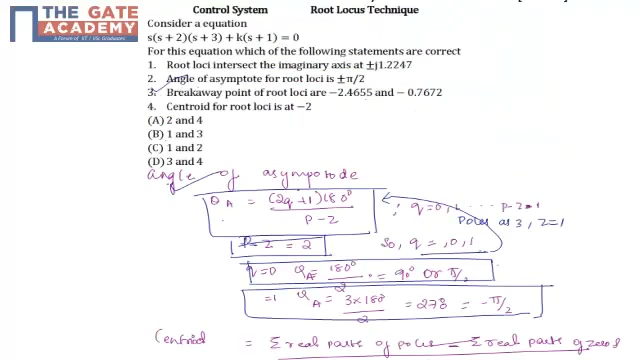 THE GATE
ACADEMY
A Forum of IIT / IISc Graduates
Control System Root Locus Technique
Consider a equation
s(s + 2)(s + 3) + k(s + 1) = 0
For this equation which of the following statements are correct
1. Root loci intersect the imaginary axis at ±j1.2247
2. Angle of asymptote for root loci is ±π/2
3. Breakaway point of root loci are −2.4655 and −0.7672
4. Centroid for root loci is at −2
(A) 2 and 4
(B) 1 and 3
(C) 1 and 2
(D) 3 and 4
Angle of asymptode
θA = (2q+1)180° / P-Z ; q=0,1 ..... p-z-1
Poles as 3, Z=1
P-Z = 2 So, q = ,0,1
q=0 QA = 180°/2 = 90° or π/2
=1 QA = 3×180/2 = 270 = -π/2
Centroid = Σ real parts of poles - Σ real parts of zeros